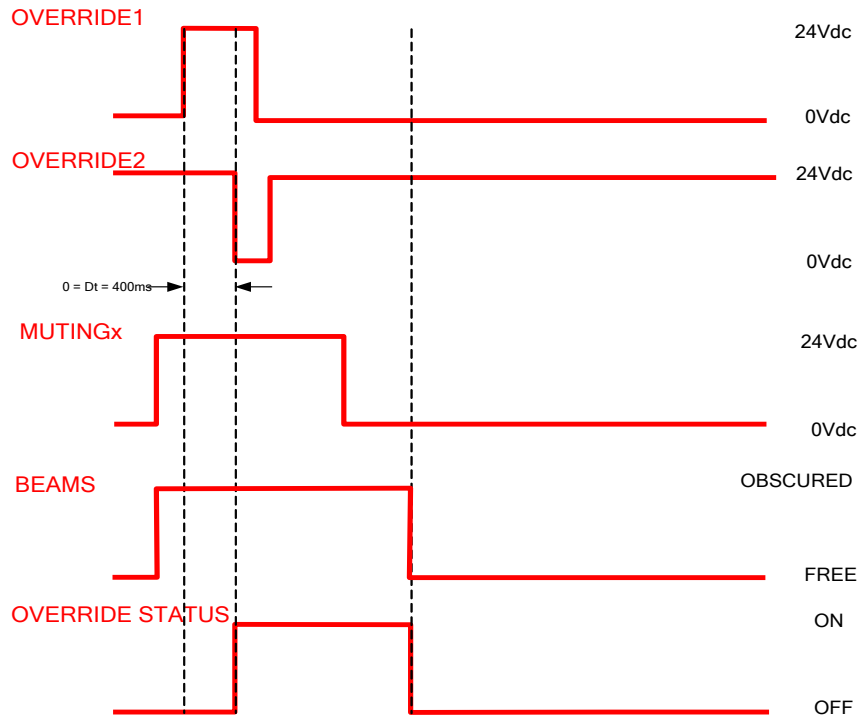 OVERRIDE1
24Vdc
0Vdc
OVERRIDE2
24Vdc
0Vdc
0 = Dt = 400ms
MUTINGx
24Vdc
0Vdc
BEAMS
OBSCURED
FREE
OVERRIDE STATUS
ON
OFF